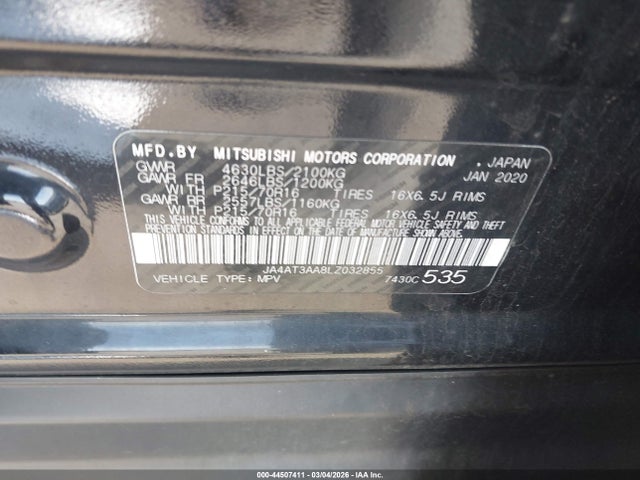 MFD.BY MITSUBISHI MOTORS CORPORATION . JAPAN
GVWR 4630LBS/2100KG JAN 2020
GAWR FR 2646LBS/1200KG
WITH P215/70R16 TIRES 16X6.5J RIMS
GAWR RR 2557LBS/1160KG
WITH P215/70R16 TIRES 16X6.5J RIMS
THIS VEHICLE CONFORMS TO ALL APPLICABLE FEDERAL MOTOR VEHICLE SAFETY, BUMPER, AND THEFT
PREVENTION STANDARDS IN EFFECT ON THE DATE OF MANUFACTURE SHOWN ABOVE.
JA4AT3AA8LZ032855
VEHICLE TYPE: MPV 7430C 535
000-44507411 - 03/04/2026 - IAAI, Inc.